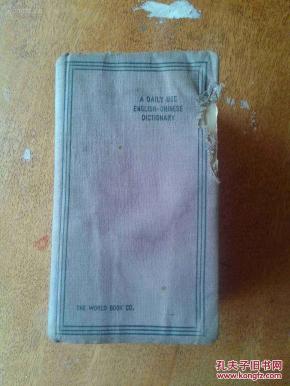 A DAILY USE
ENGLISH-CHINESE
DICTIONARY
THE WORLD BOOK CO.
孔夫子旧书网